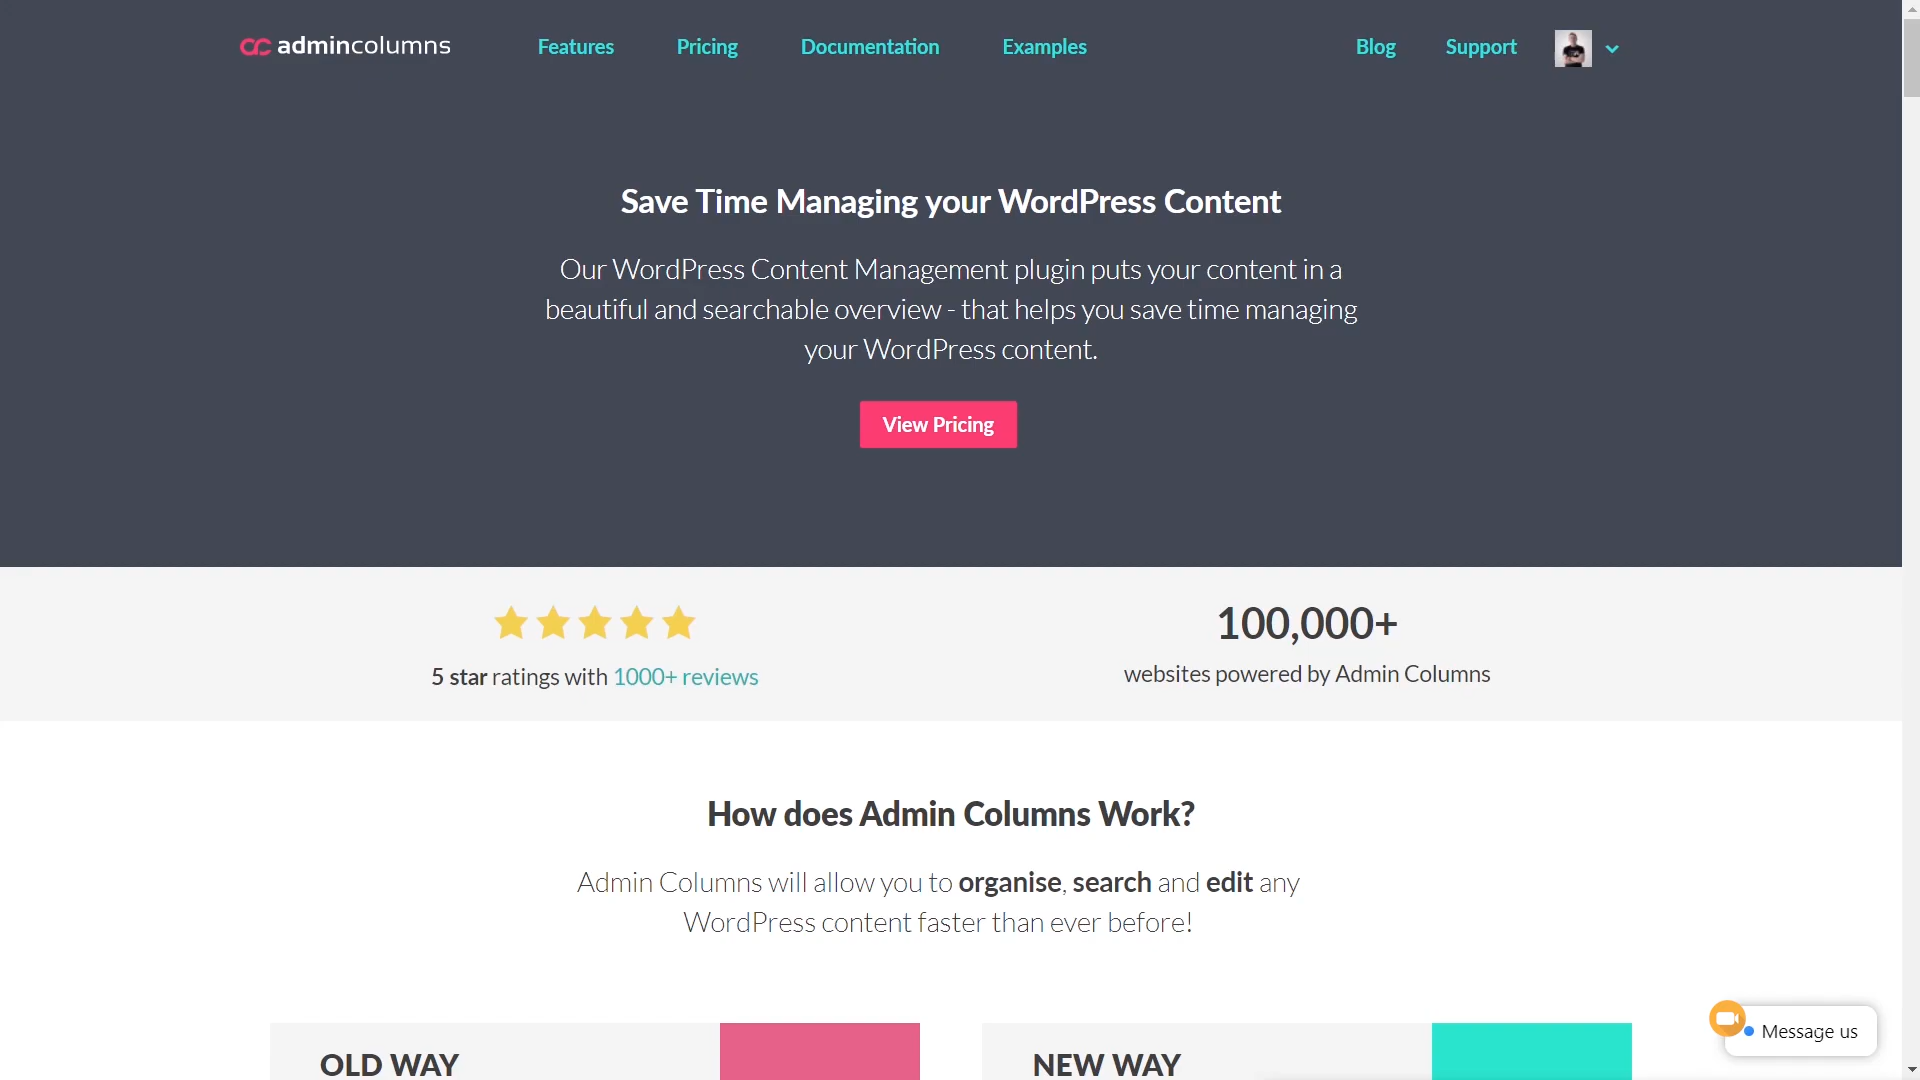 admincolumns
Features
Pricing
Documentation
Examples
Blog
Support
Save Time Managing your WordPress Content
Our WordPress Content Management plugin puts your content in a
beautiful and searchable overview - that helps you save time managing
your WordPress content.
View Pricing
5 star ratings with 1000+ reviews
100,000+
websites powered by Admin Columns
How does Admin Columns Work?
Admin Columns will allow you to organise, search and edit any
WordPress content faster than ever before!
OLD WAY
NEW WAY
Message us